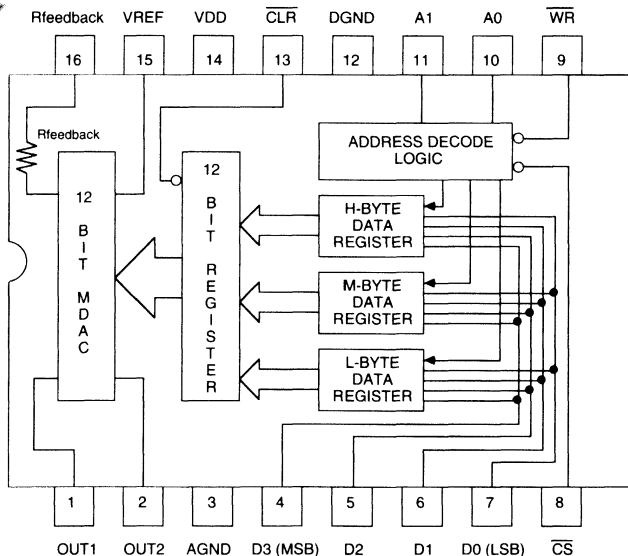 Rfeedback VREF VDD CLR DGND A1 A0 WR
16 15 14 13 12 11 10 9
Rfeedback
ADDRESS DECODE
LOGIC
12
BIT MDAC
12
BIT REGISTER
H-BYTE
DATA
REGISTER
M-BYTE
DATA
REGISTER
L-BYTE
DATA
REGISTER
1 2 3 4 5 6 7 8
OUT1 OUT2 AGND D3 (MSB) D2 D1 D0 (LSB) CS